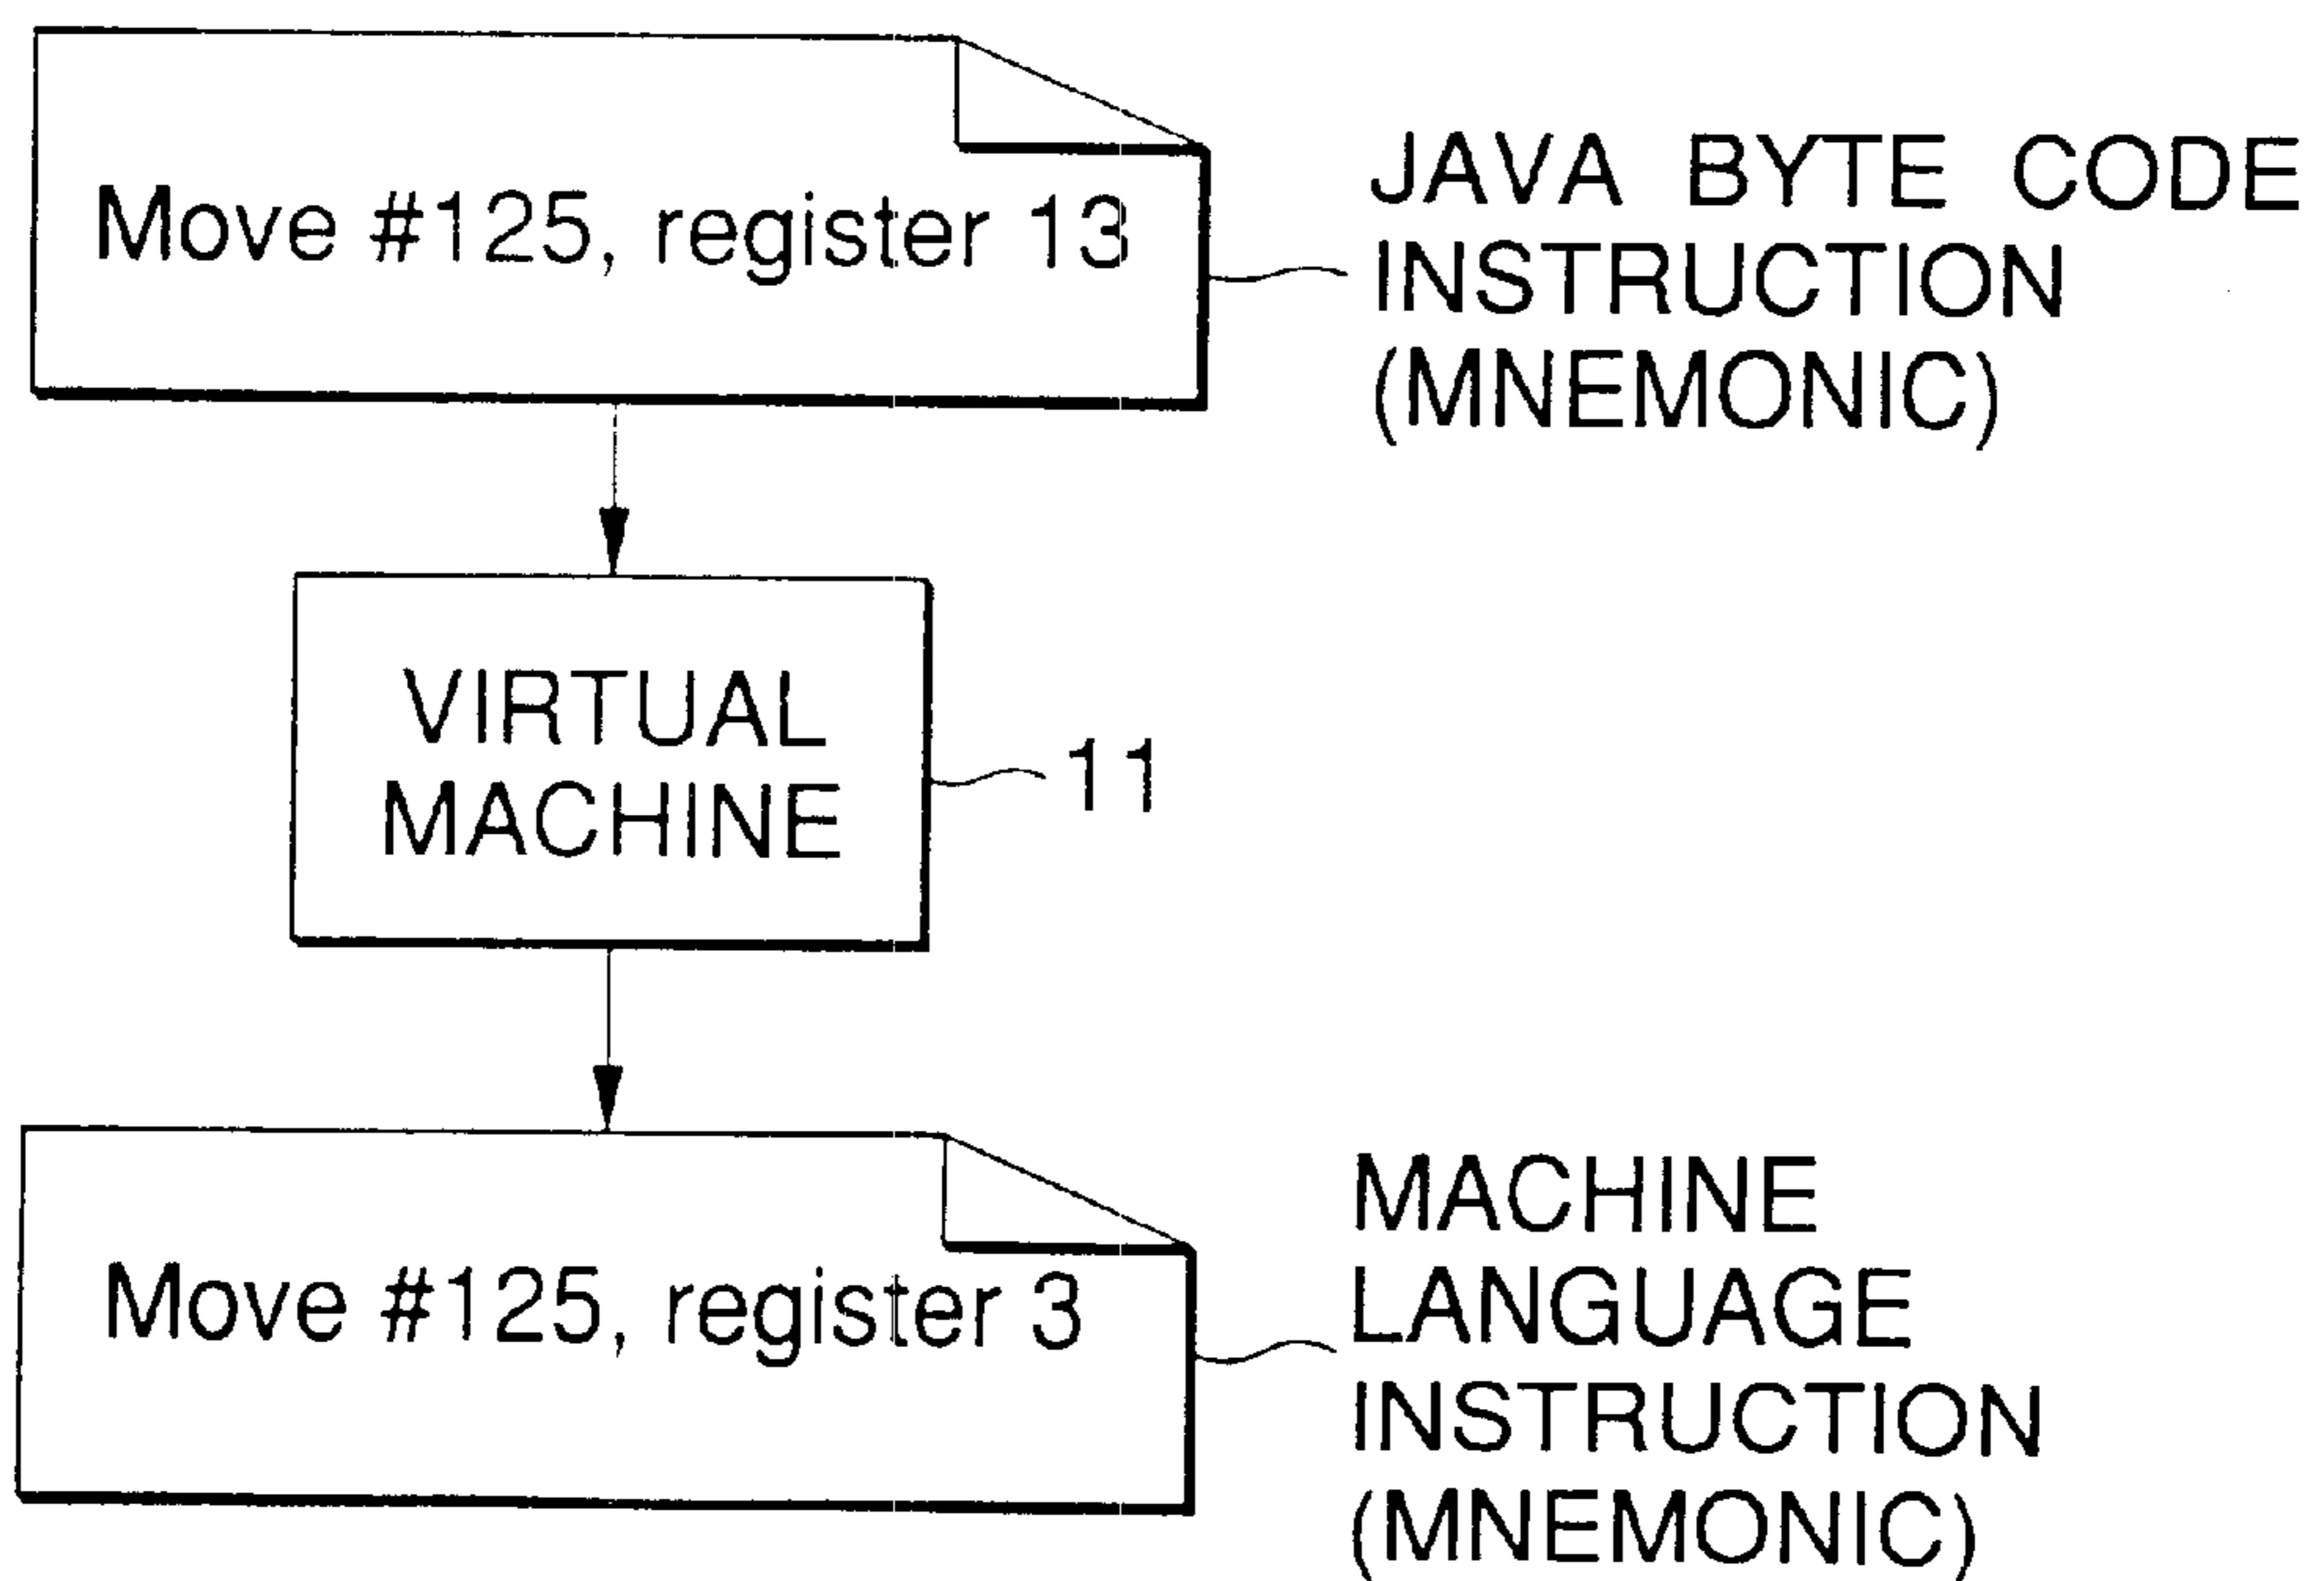 Move #125, register 13
JAVA BYTE CODE
INSTRUCTION
(MNEMONIC)
VIRTUAL
MACHINE
11
Move #125, register 3
MACHINE
LANGUAGE
INSTRUCTION
(MNEMONIC)